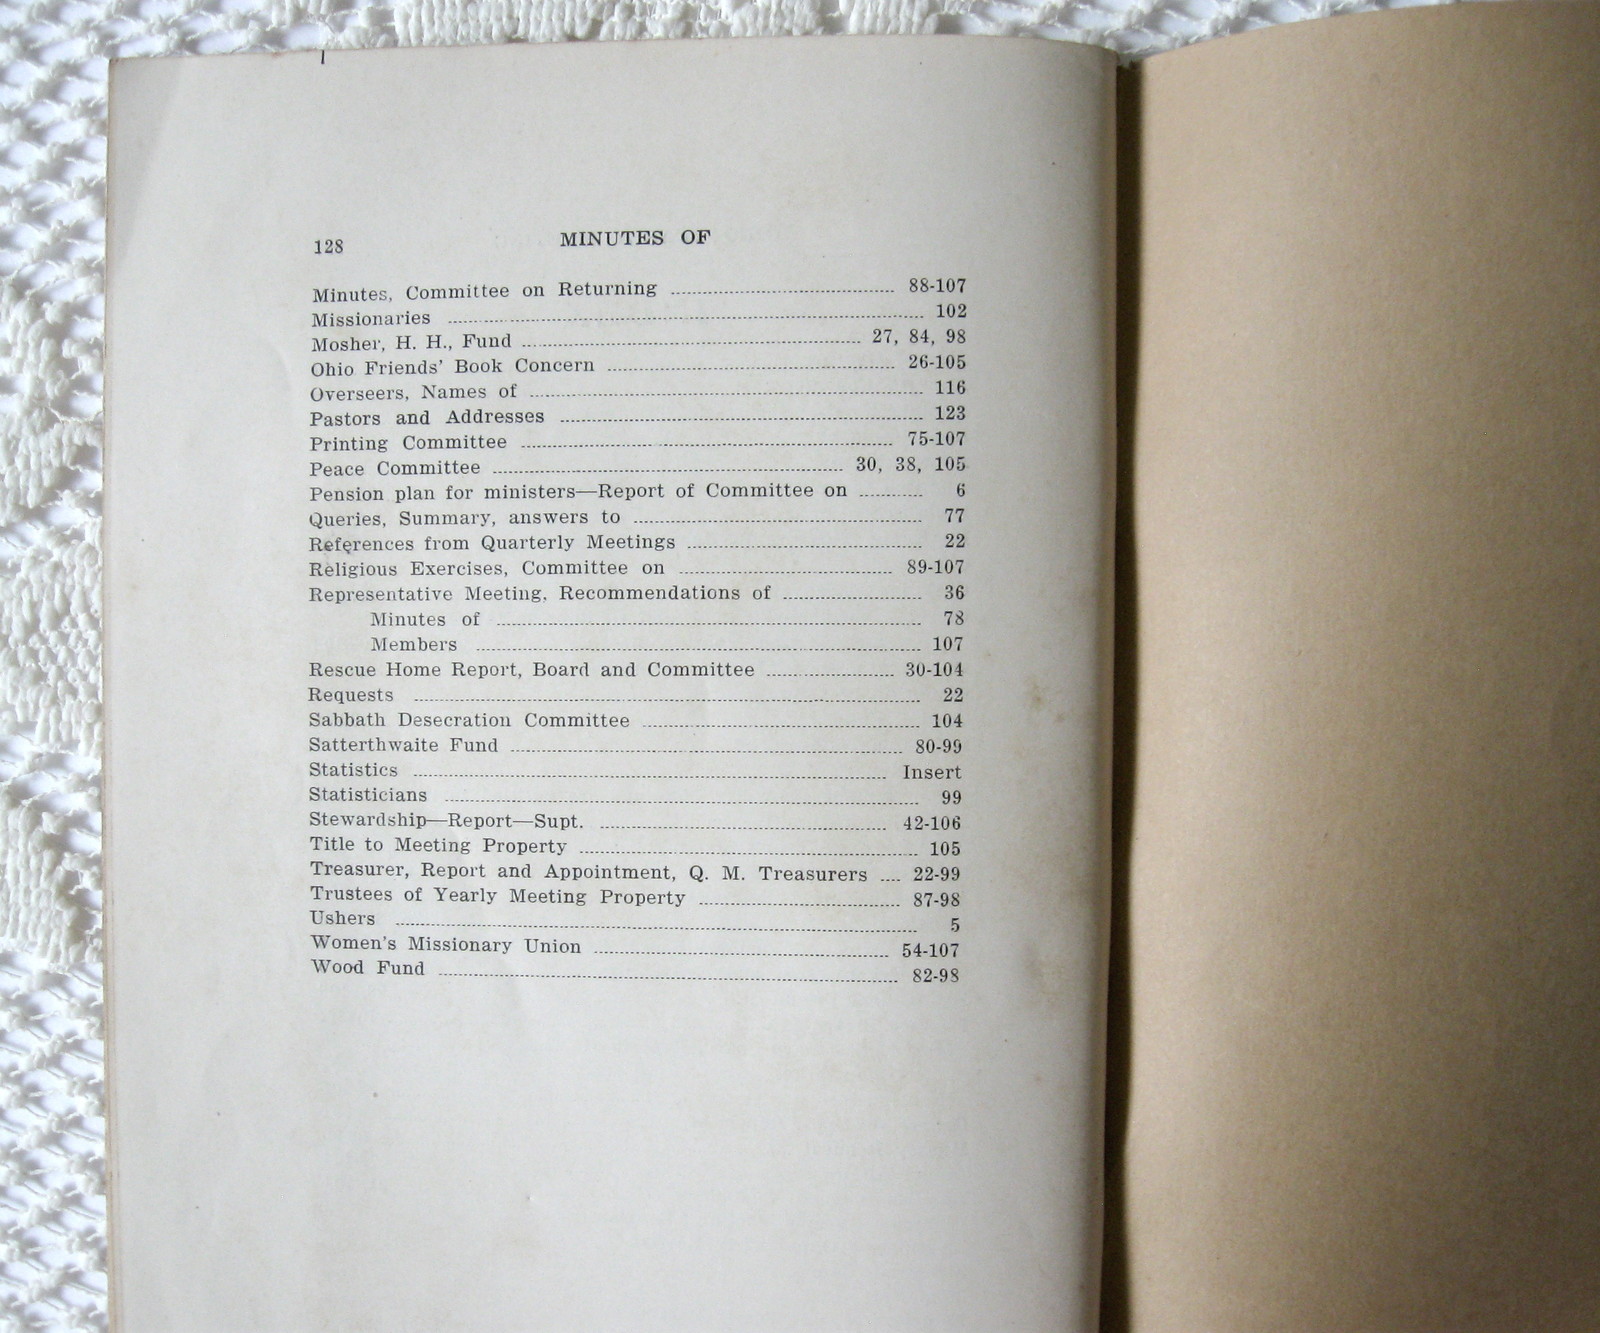 128 MINUTES OF
Minutes, Committee on Returning 88-107
Missionaries 102
Mosher, H. H., Fund 27, 84, 98
Ohio Friends' Book Concern 26-105
Overseers, Names of 116
Pastors and Addresses 123
Printing Committee 75-107
Peace Committee 30, 38, 105
Pension plan for ministers—Report of Committee on 6
Queries, Summary, answers to 77
References from Quarterly Meetings 22
Religious Exercises, Committee on 89-107
Representative Meeting, Recommendations of 36
Minutes of 78
Members 107
Rescue Home Report, Board and Committee 30-104
Requests 22
Sabbath Desecration Committee 104
Satterthwaite Fund 80-99
Statistics Insert
Statisticians 99
Stewardship—Report—Supt. 42-106
Title to Meeting Property 105
Treasurer, Report and Appointment, Q. M. Treasurers .... 22-99
Trustees of Yearly Meeting Property 87-98
Ushers 5
Women's Missionary Union 54-107
Wood Fund 82-98